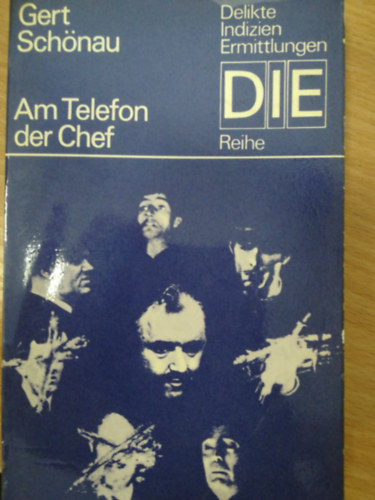 Gert
Schönau
Am Telefon
der Chef
Delikte
Indizien
Ermittlungen
DIE
Reihe